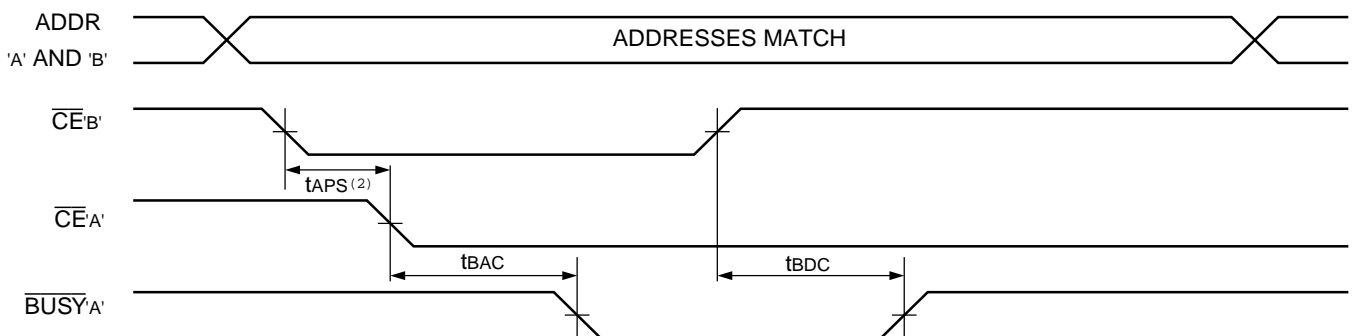 ADDR
'A' AND 'B'
ADDRESSES MATCH
CE'B'
tAPS(2)
CE'A'
tBAC
tBDC
BUSY'A'